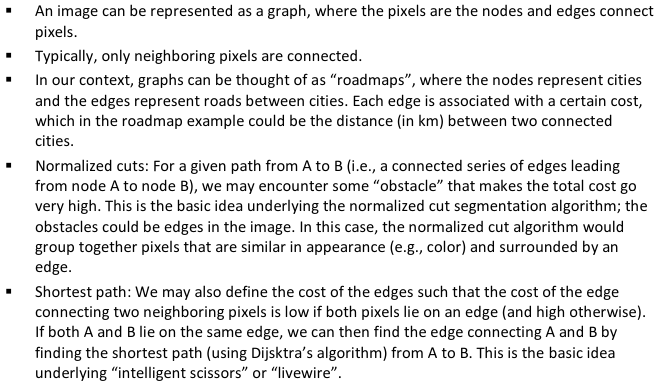 ▪ An image can be represented as a graph, where the pixels are the nodes and edges connect
pixels.
▪ Typically, only neighboring pixels are connected.
▪ In our context, graphs can be thought of as “roadmaps”, where the nodes represent cities
and the edges represent roads between cities. Each edge is associated with a certain cost,
which in the roadmap example could be the distance (in km) between two connected
cities.
▪ Normalized cuts: For a given path from A to B (i.e., a connected series of edges leading
from node A to node B), we may encounter some “obstacle” that makes the total cost go
very high. This is the basic idea underlying the normalized cut segmentation algorithm; the
obstacles could be edges in the image. In this case, the normalized cut algorithm would
group together pixels that are similar in appearance (e.g., color) and surrounded by an
edge.
▪ Shortest path: We may also define the cost of the edges such that the cost of the edge
connecting two neighboring pixels is low if both pixels lie on an edge (and high otherwise).
If both A and B lie on the same edge, we can then find the edge connecting A and B by
finding the shortest path (using Dijsktra’s algorithm) from A to B. This is the basic idea
underlying “intelligent scissors” or “livewire”.